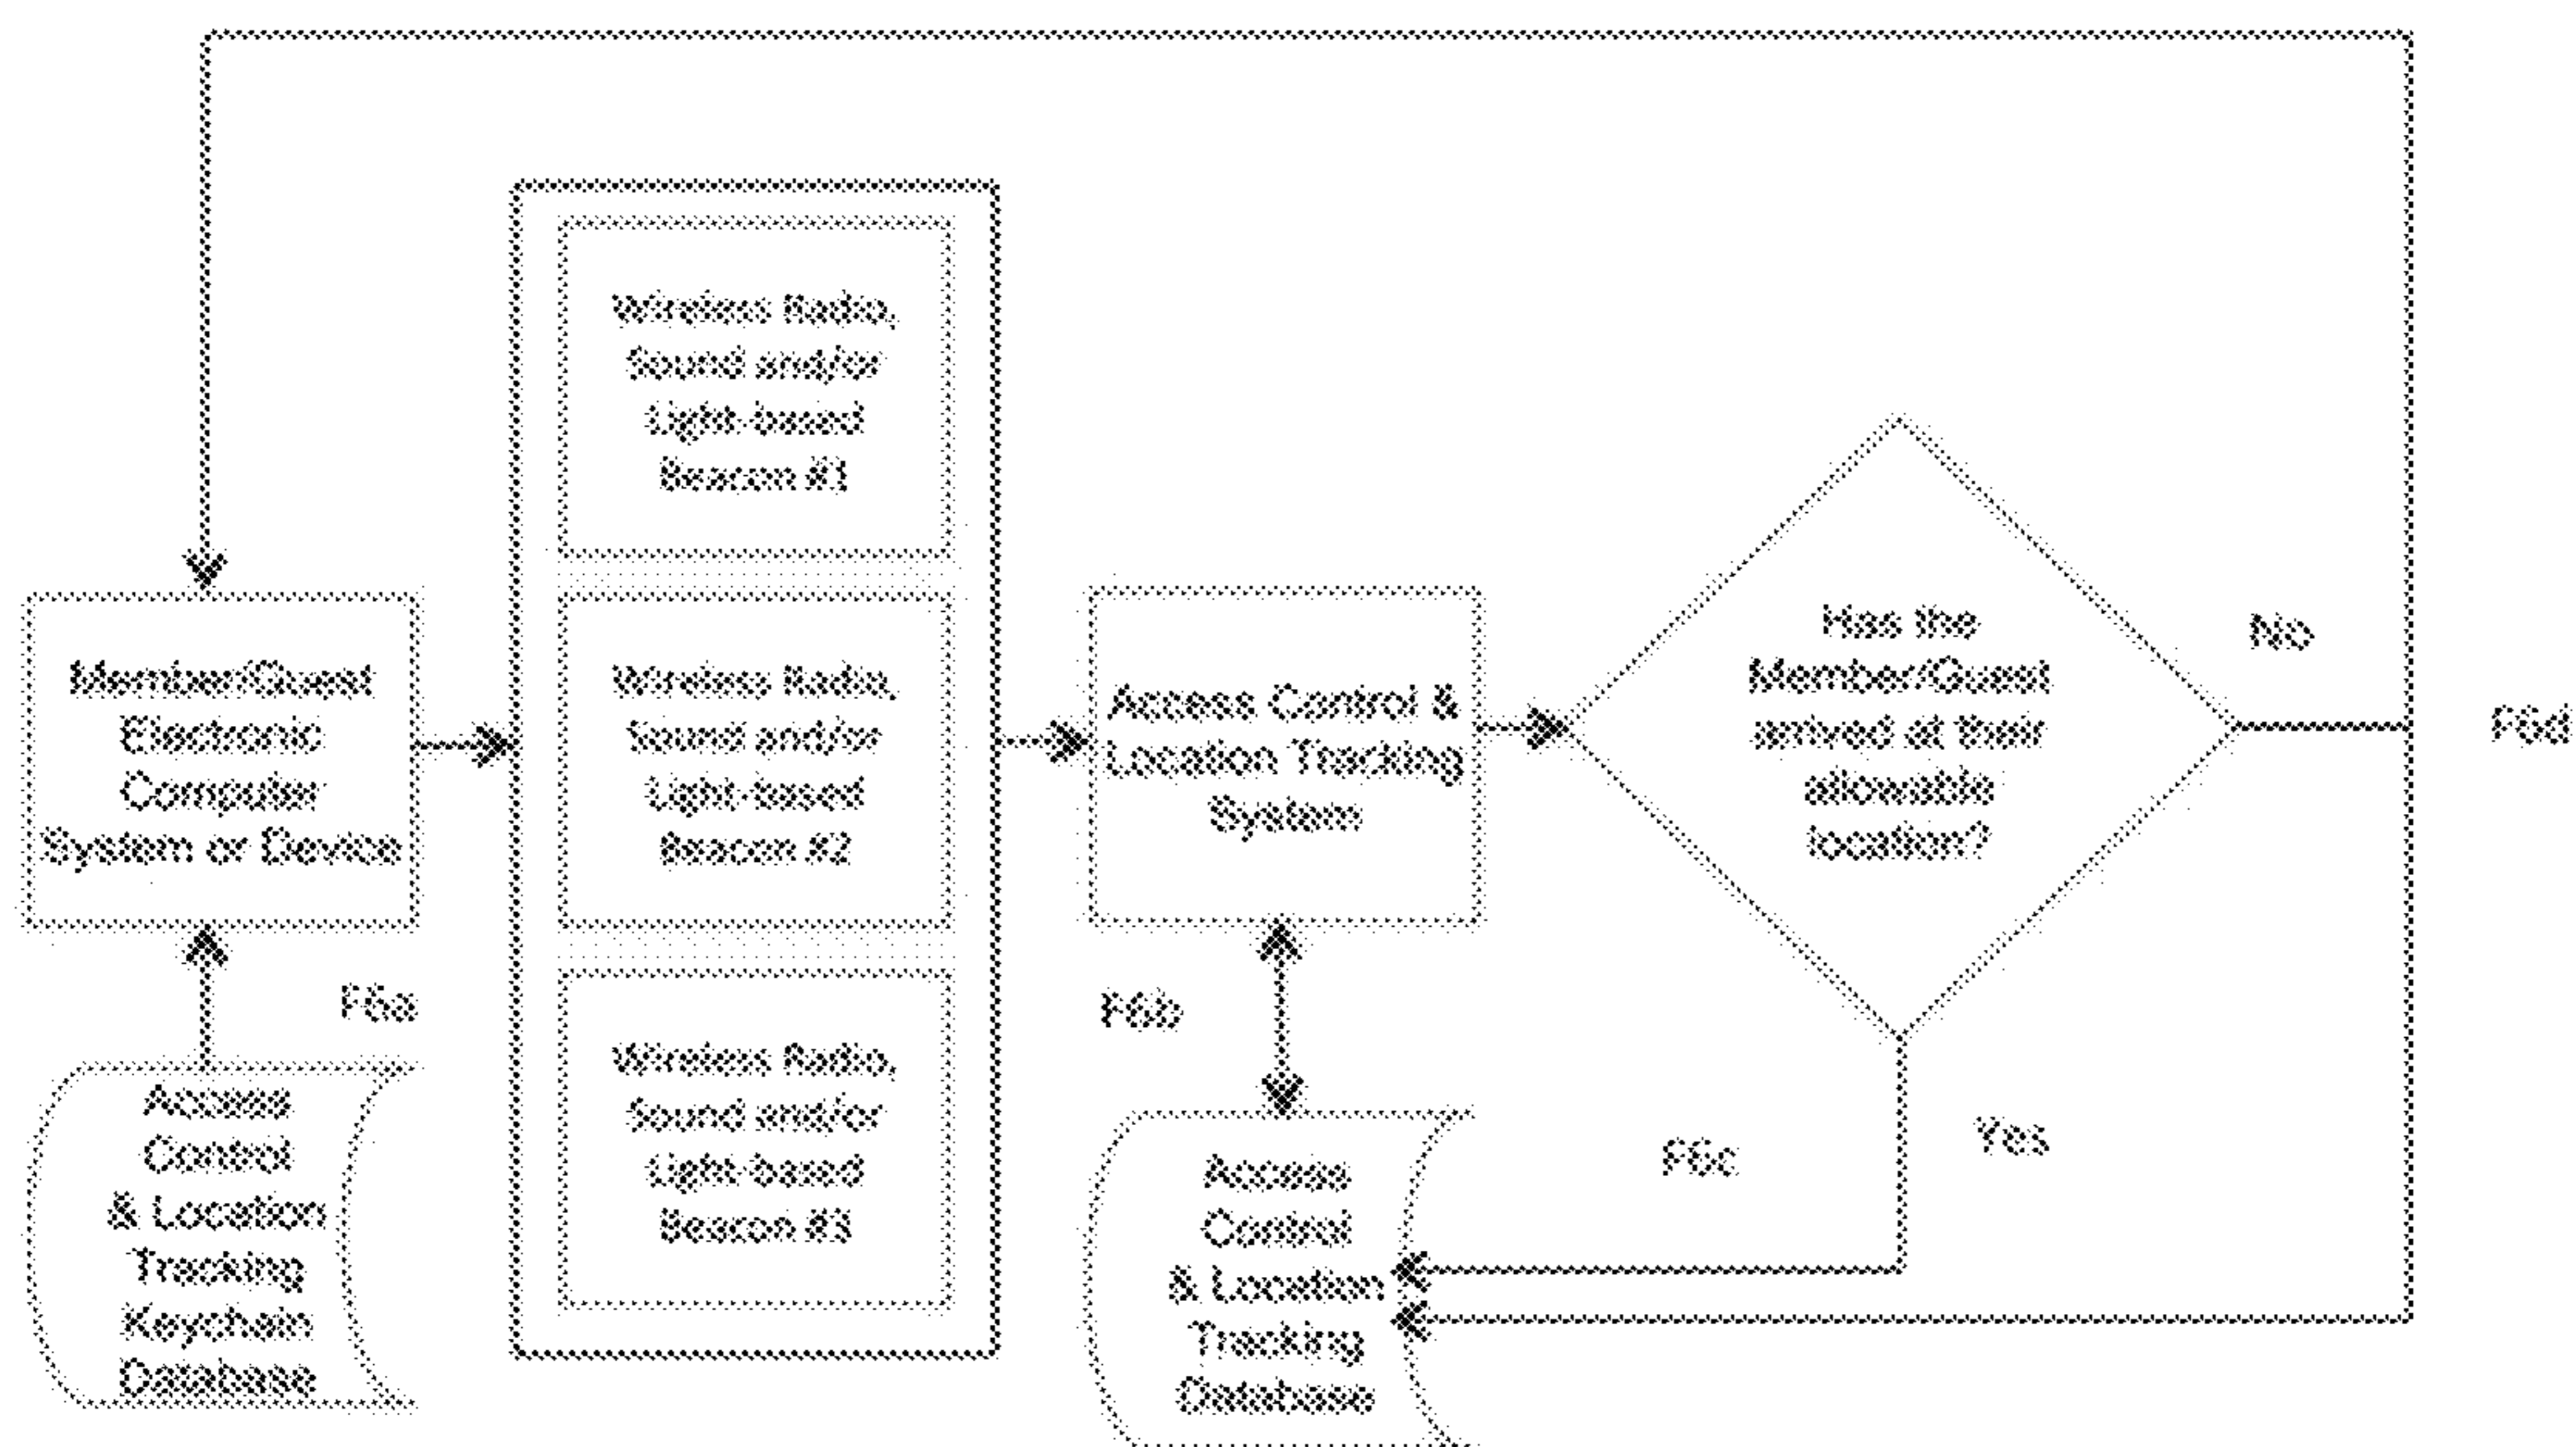 Member/Guest
Electronic
Computer
System or Device
F6a
Access
Control
& Location
Tracking
Keychain
Database
Wireless Radio,
Sound and/or
Light-based
Beacon #1
Wireless Radio,
Sound and/or
Light-based
Beacon #2
Wireless Radio,
Sound and/or
Light-based
Beacon #3
Access Control &
Location Tracking
System
F6b
Access
Control
& Location
Tracking
Database
Has the
Member/Guest
arrived at their
allowable
location?
NO
F6d
Yes
F6c